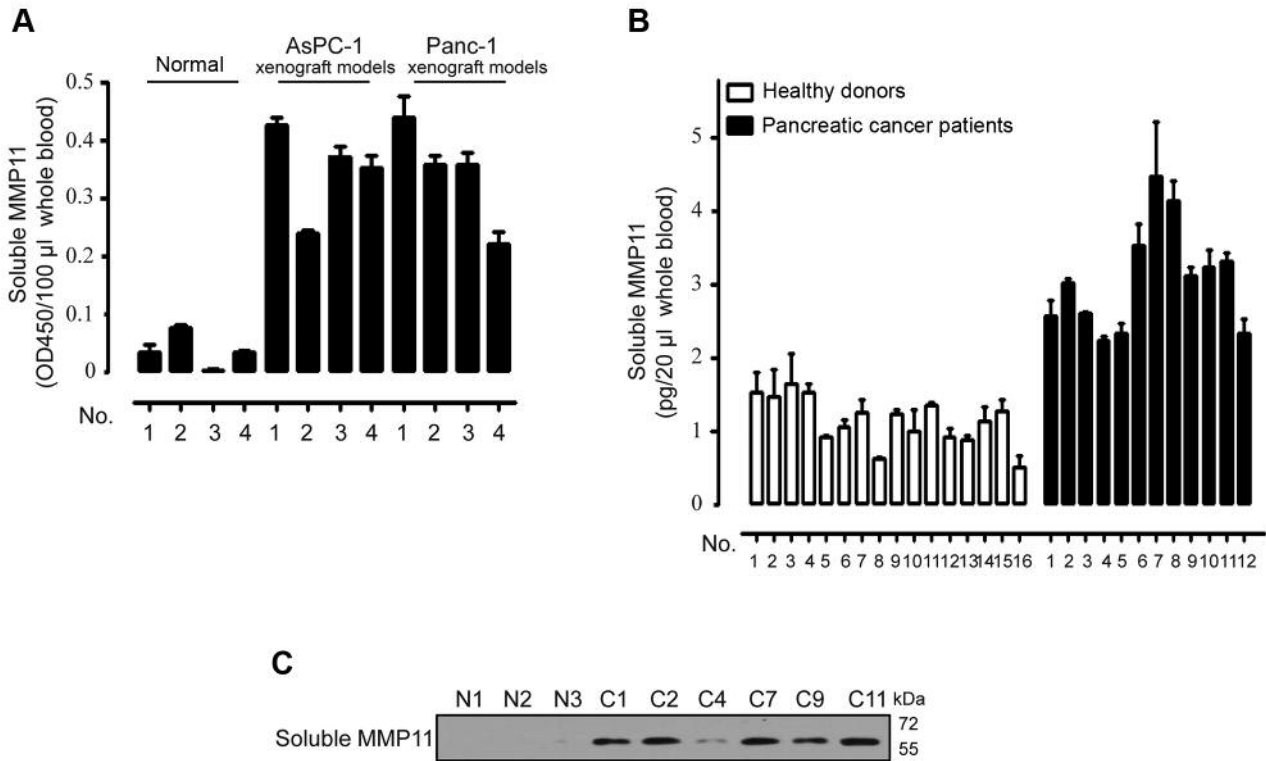 A
Normal
AsPC-1
xenograft models
Panc-1
xenograft models
Soluble MMP11
(OD450/100 µl whole blood)
0.5
0.4
0.3
0.2
0.1
0
No.
1 2 3 4 1 2 3 4 1 2 3 4
B
Healthy donors
Pancreatic cancer patients
Soluble MMP11
(pg/20 µl whole blood)
5
4
3
2
1
0
No.
1 2 3 4 5 6 7 8 9 10 11 12 13 14 15 16 1 2 3 4 5 6 7 8 9 10 11 12
C
N1 N2 N3 C1 C2 C4 C7 C9 C11 kDa
Soluble MMP11
72
55